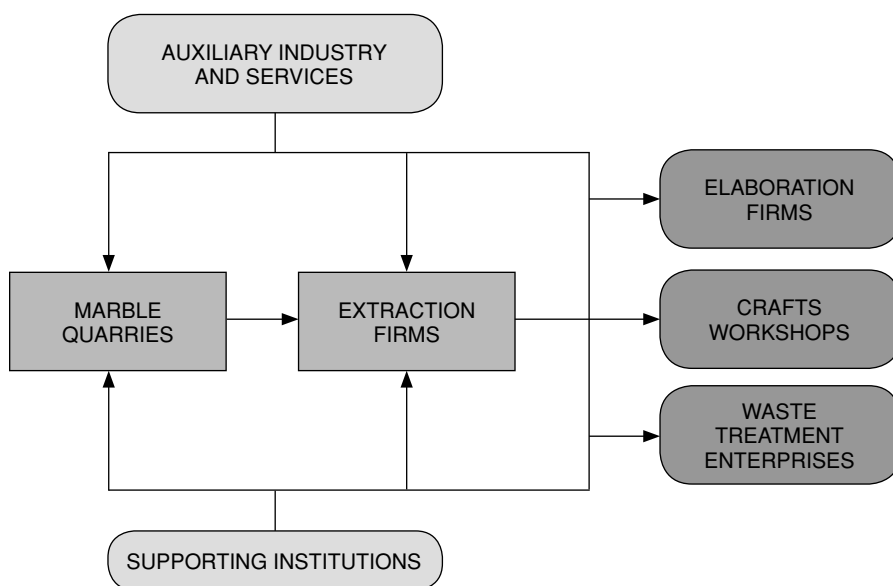 AUXILIARY INDUSTRY
AND SERVICES
ELABORATION
FIRMS
MARBLE
QUARRIES
EXTRACTION
FIRMS
CRAFTS
WORKSHOPS
WASTE
TREATMENT
ENTERPRISES
SUPPORTING INSTITUTIONS